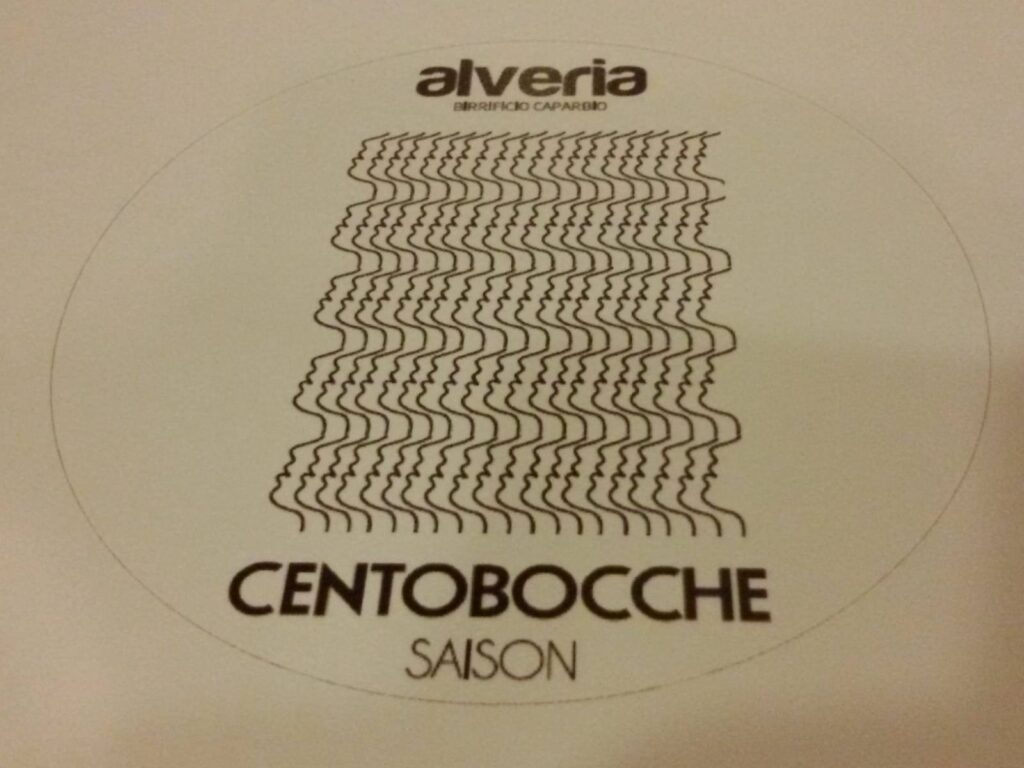 alveria
BIRRIFICIO CAPARBIO
CENTOBOCCHE
SAISON